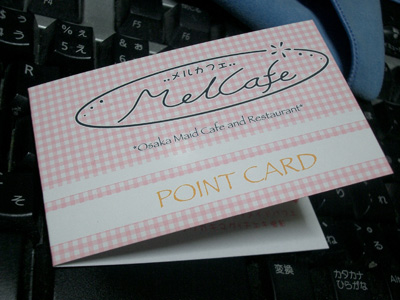 メルカフェ
MelCafe
*Osaka Maid Cafe and Restaurant*
POINT CARD
変換
カタカナ
ひらがな
そ